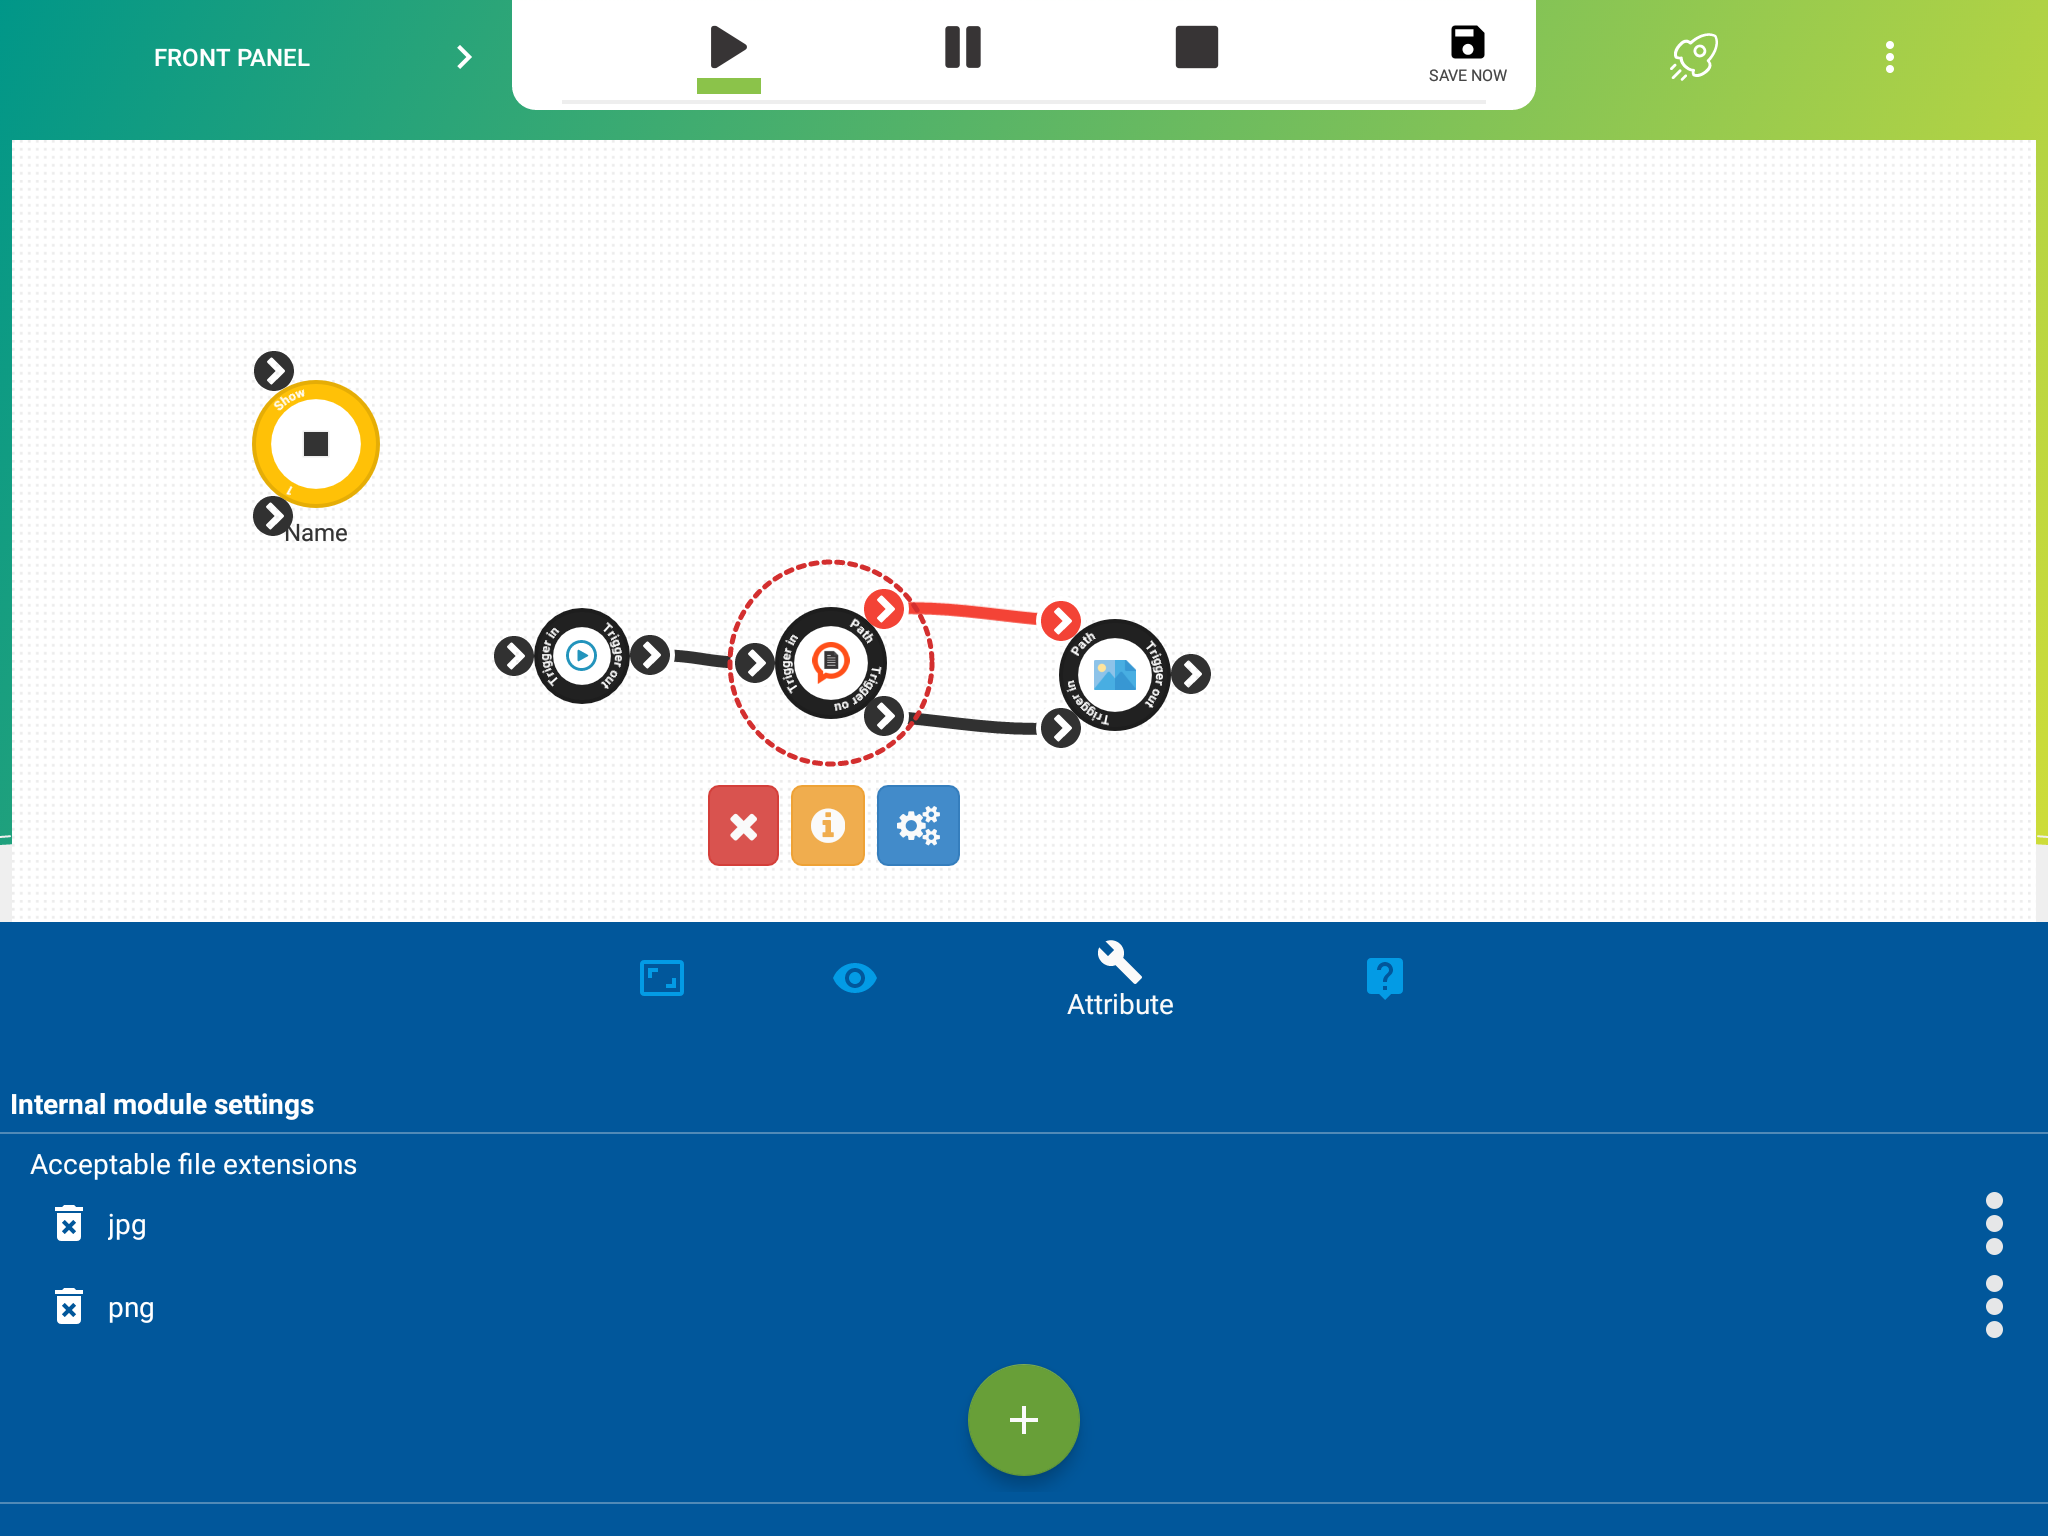 FRONT PANEL
SAVE NOW
Show
1
Name
Trigger in
Trigger out
Trigger in
Path
Trigger ou
Path
Trigger in
Trigger out
Attribute
Internal module settings
Acceptable file extensions
jpg
png